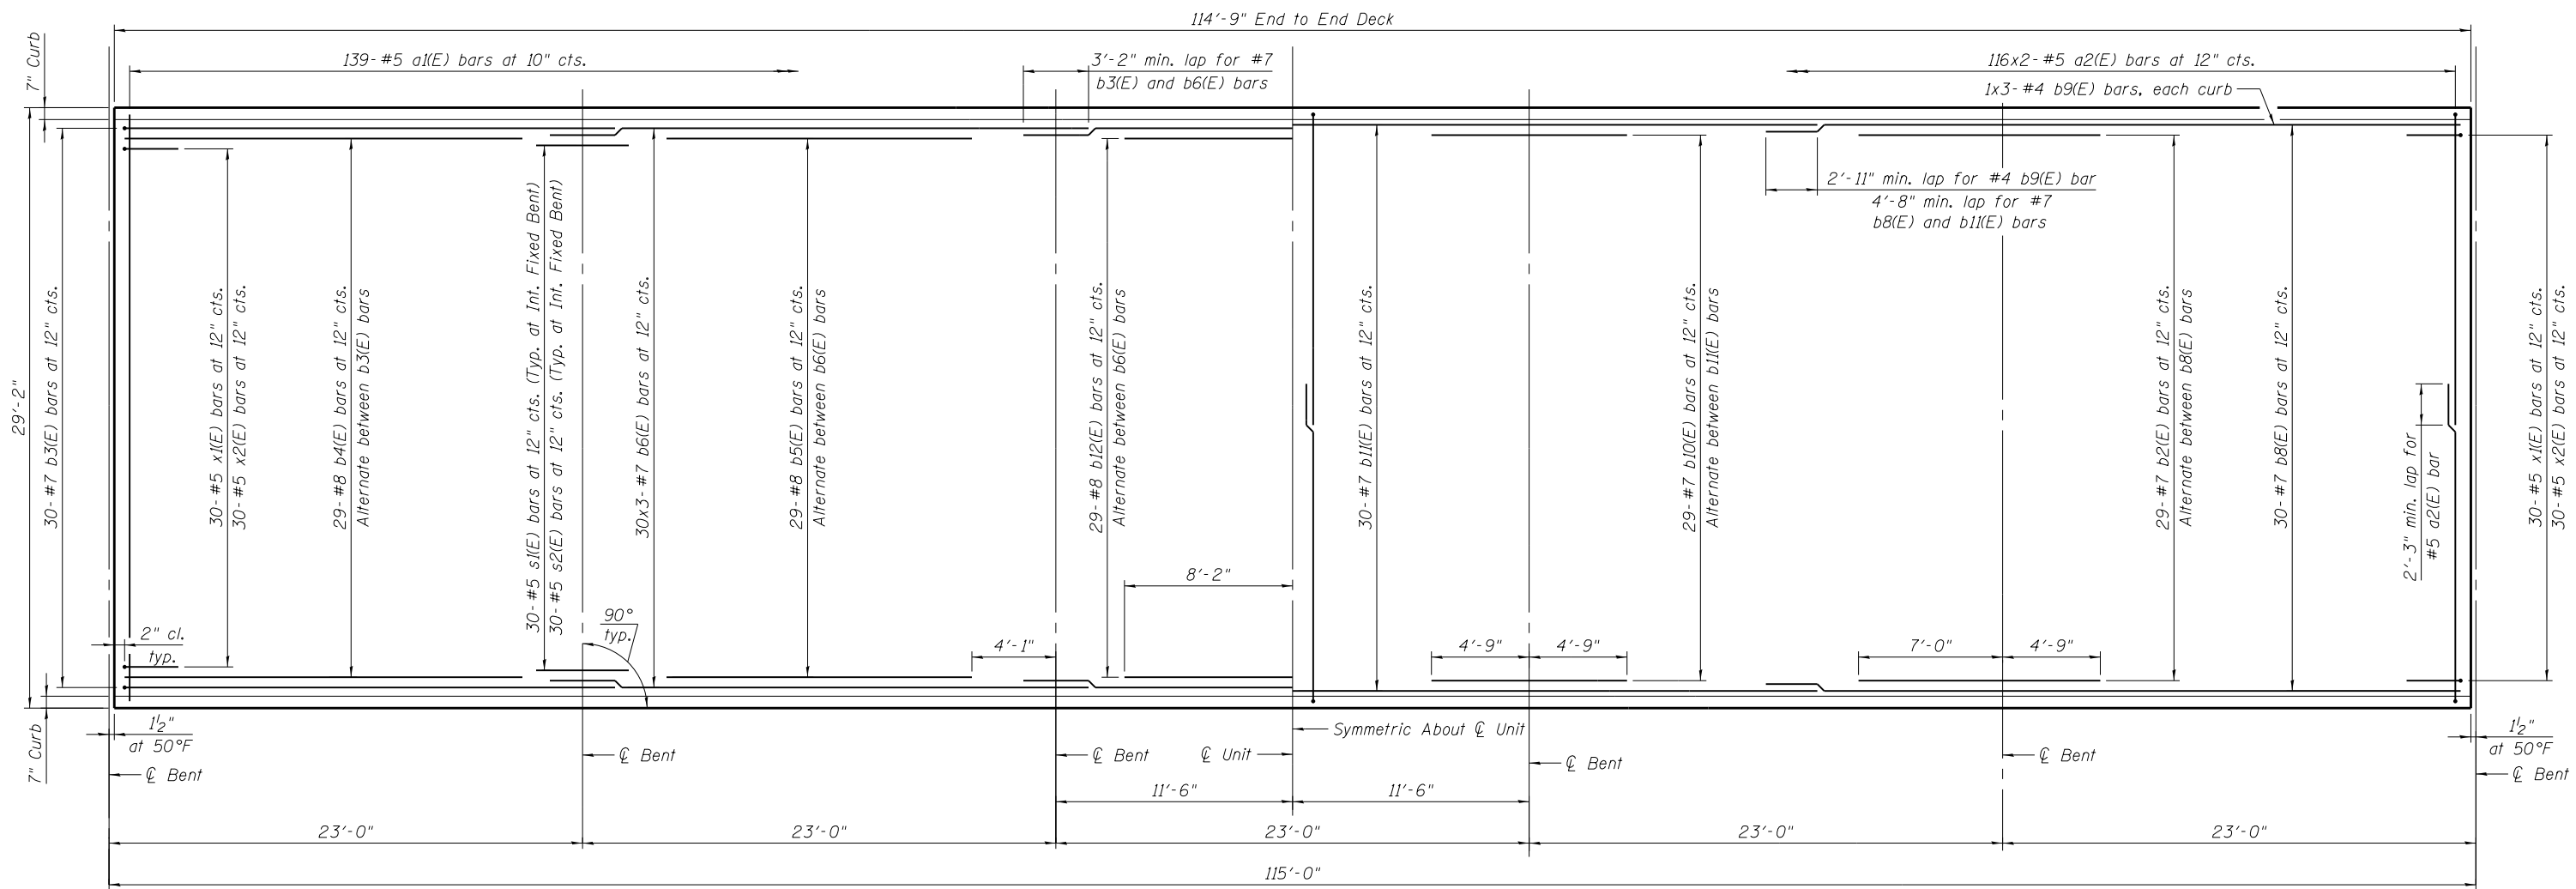 114'-9" End to End Deck
7" Curb
139-#5 a1(E) bars at 10" cts.
3'-2" min. lap for #7
b3(E) and b6(E) bars
116x2-#5 a2(E) bars at 12" cts.
1x3-#4 b9(E) bars, each curb
2'-11" min. lap for #4 b9(E) bar
4'-8" min. lap for #7
b8(E) and b11(E) bars
29'-2"
30-#7 b3(E) bars at 12" cts.
30-#5 x1(E) bars at 12" cts.
30-#5 x2(E) bars at 12" cts.
29-#8 b4(E) bars at 12" cts.
Alternate between b3(E) bars
30-#5 s1(E) bars at 12" cts. (Typ. at Int. Fixed Bent)
30-#5 s2(E) bars at 12" cts. (Typ. at Int. Fixed Bent)
30x3-#7 b6(E) bars at 12" cts.
29-#8 b5(E) bars at 12" cts.
Alternate between b6(E) bars
29-#8 b12(E) bars at 12" cts.
Alternate between b6(E) bars
30-#7 b11(E) bars at 12" cts.
29-#7 b10(E) bars at 12" cts.
Alternate between b11(E) bars
29-#7 b2(E) bars at 12" cts.
Alternate between b8(E) bars
30-#7 b8(E) bars at 12" cts.
2'-3" min. lap for
#5 a2(E) bar
30-#5 x1(E) bars at 12" cts.
30-#5 x2(E) bars at 12" cts.
8'-2"
90°
typ.
2" cl.
typ.
4'-1"
4'-9"
4'-9"
7'-0"
4'-9"
7" Curb
1½"
at 50°F
℄ Bent
℄ Bent
℄ Bent
℄ Unit
Symmetric About ℄ Unit
℄ Bent
℄ Bent
1½"
at 50°F
℄ Bent
11'-6"
11'-6"
23'-0"
23'-0"
23'-0"
23'-0"
23'-0"
115'-0"